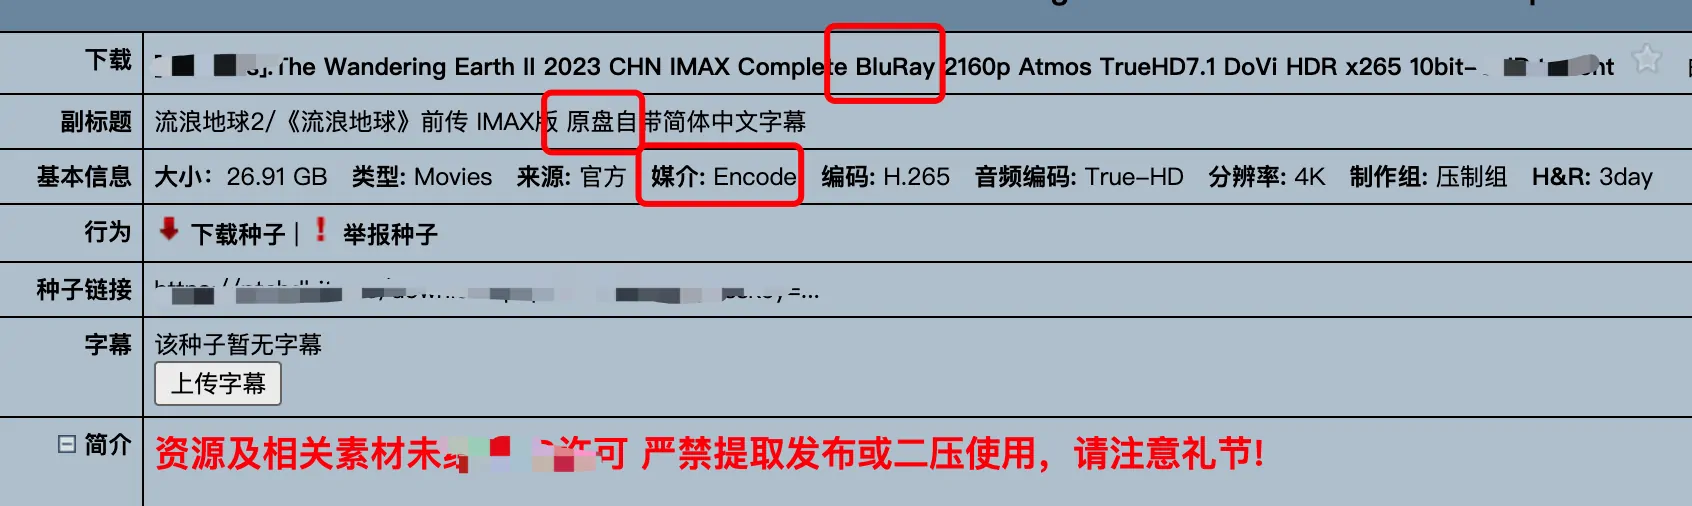 下载 The Wandering Earth II 2023 CHN IMAX Complete BluRay 2160p Atmos TrueHD7.1 DoVi HDR x265 10bit-
副标题 流浪地球2/《流浪地球》前传 IMAX版 原盘自带简体中文字幕
基本信息 大小: 26.91 GB 类型: Movies 来源: 官方 媒介: Encode 编码: H.265 音频编码: True-HD 分辨率: 4K 制作组: 压制组 H&R: 3day
行为 下载种子 | 举报种子
种子链接
字幕 该种子暂无字幕
上传字幕
简介 资源及相关素材未 许可 严禁提取发布或二压使用，请注意礼节!